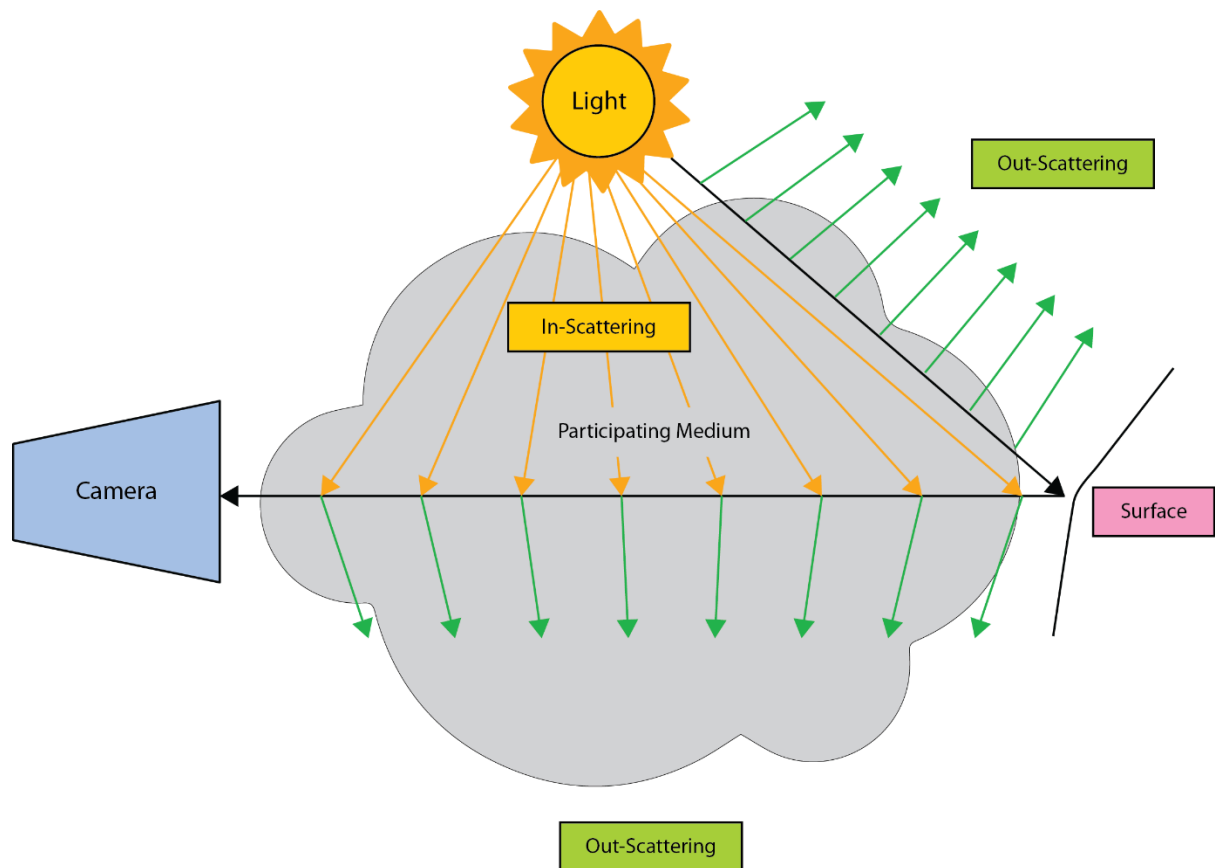 Light
Out-Scattering
In-Scattering
Participating Medium
Camera
Surface
Out-Scattering